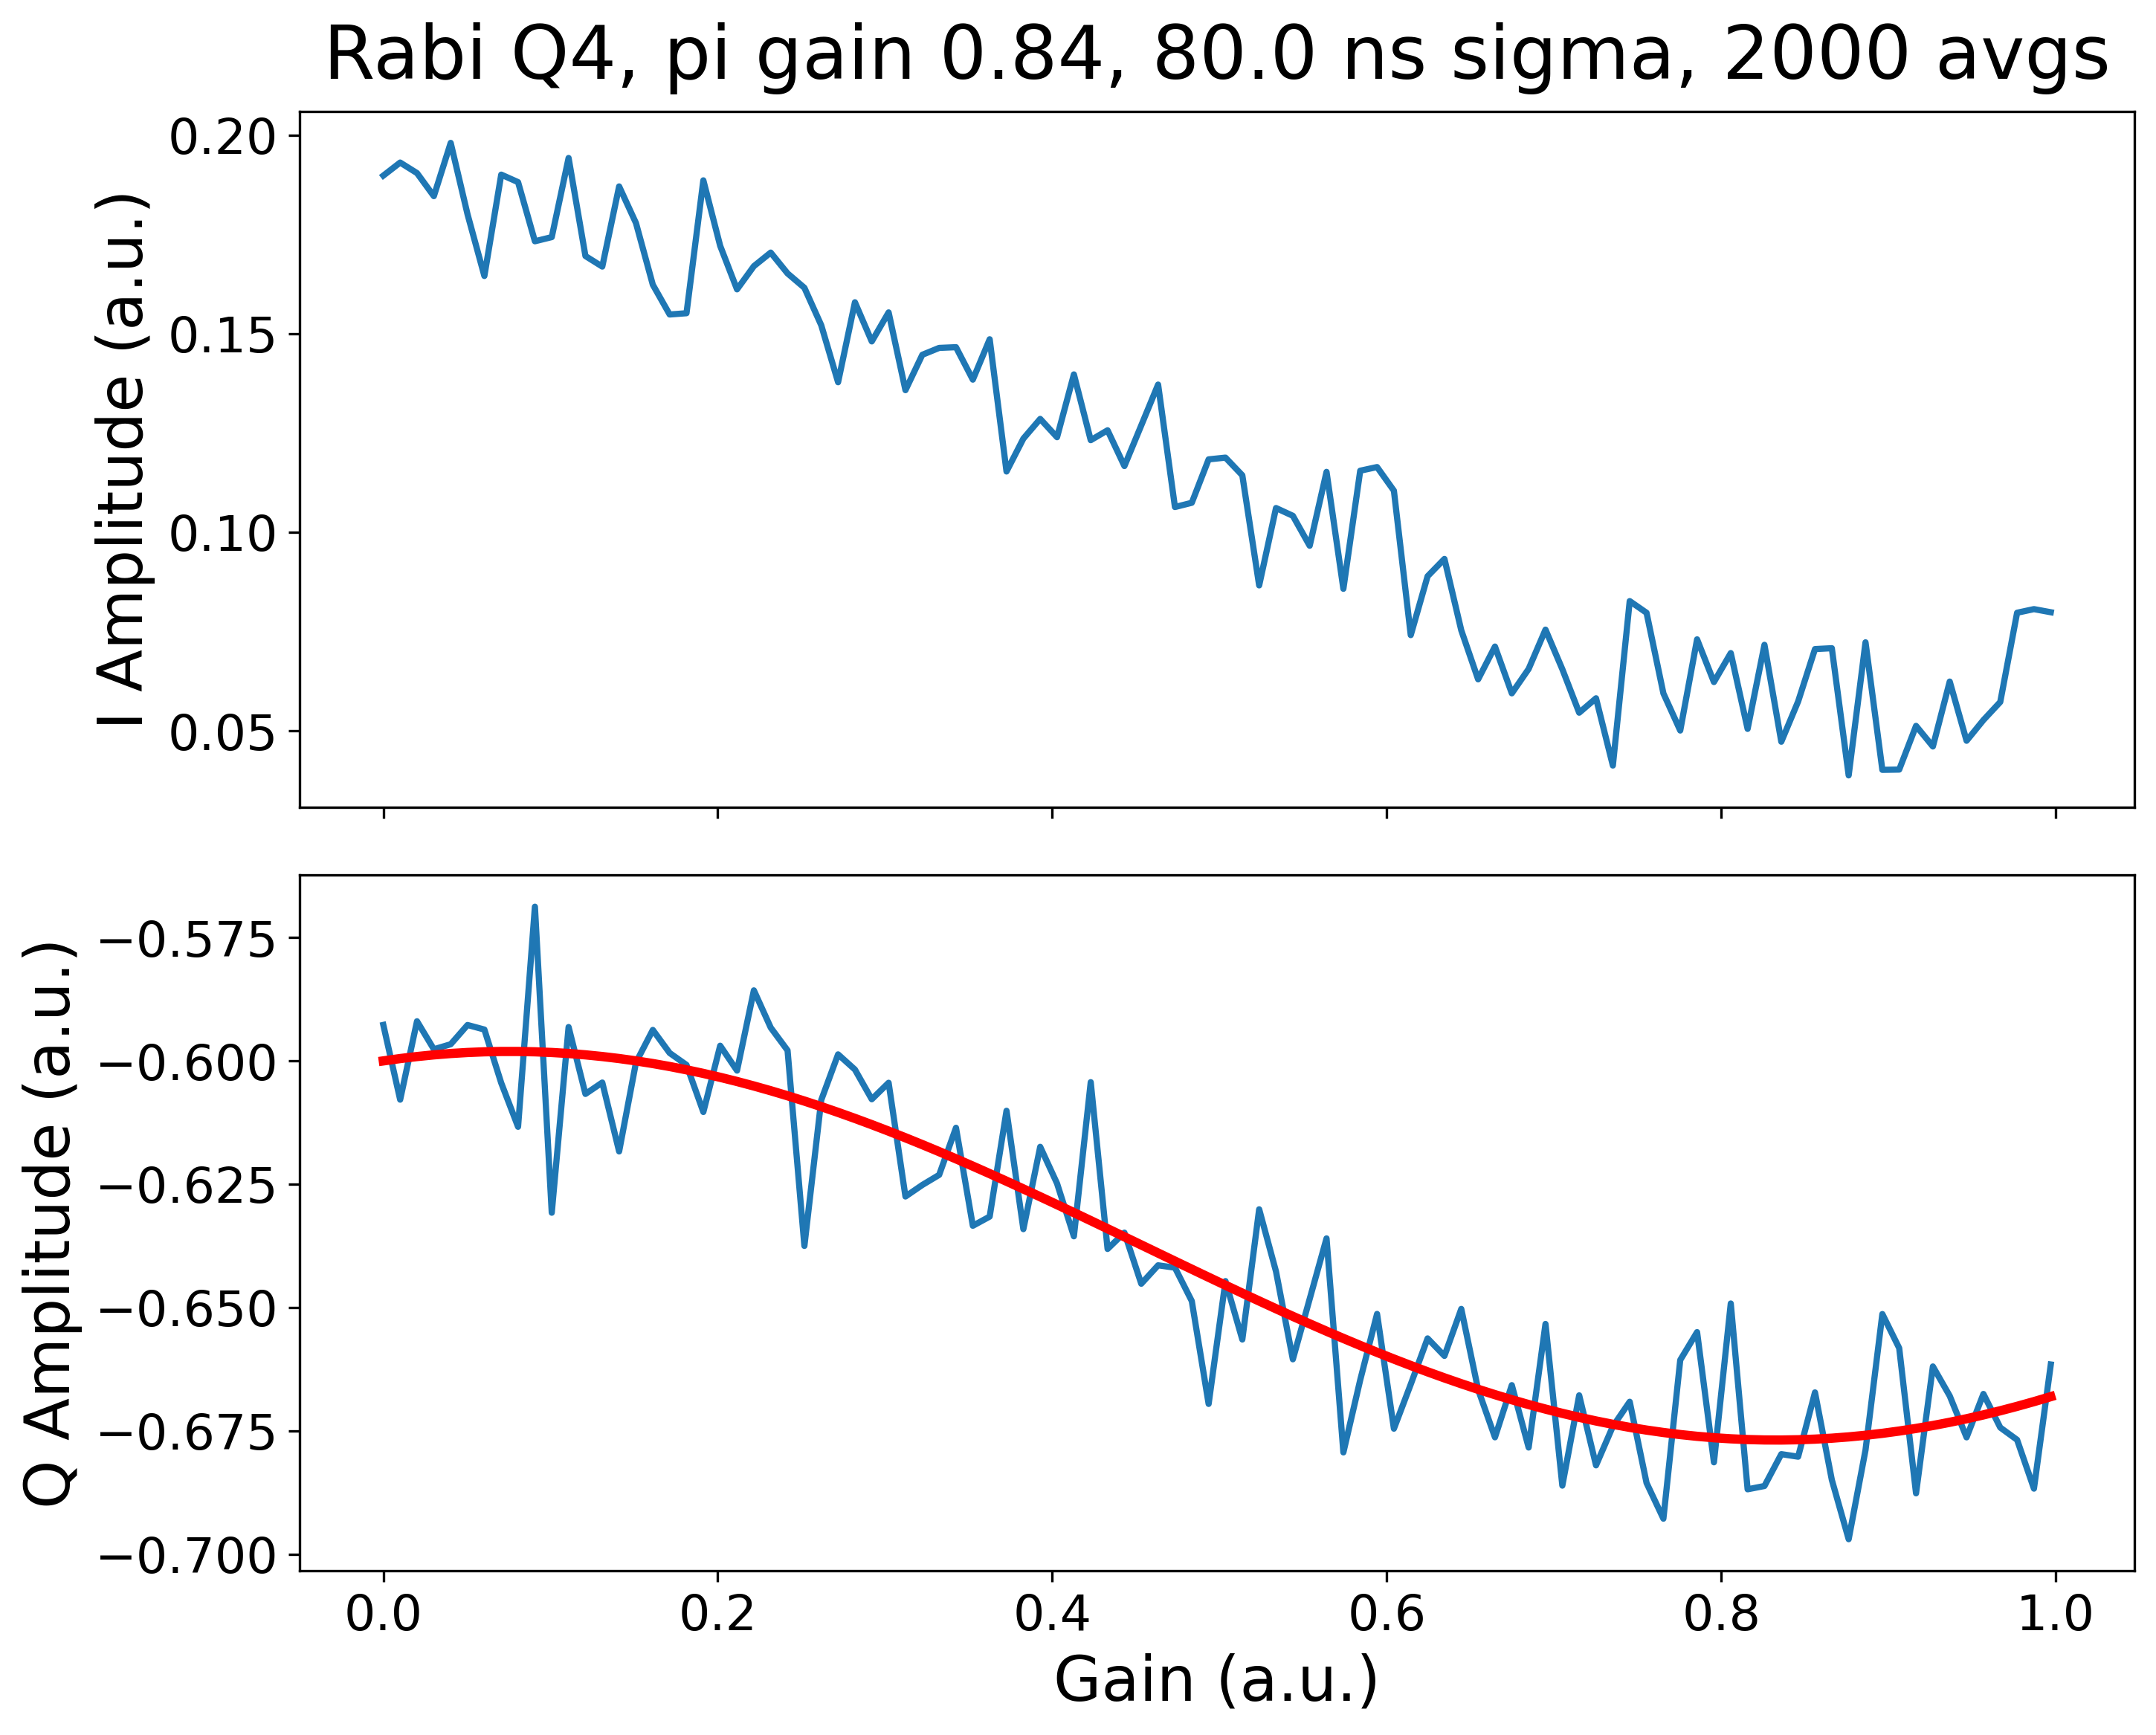 Rabi Q4, pi gain 0.84, 80.0 ns sigma, 2000 avgs
I Amplitude (a.u.)
0.20
0.15
0.10
0.05
Q Amplitude (a.u.)
−0.575
−0.600
−0.625
−0.650
−0.675
−0.700
0.0 0.2 0.4 0.6 0.8 1.0
Gain (a.u.)